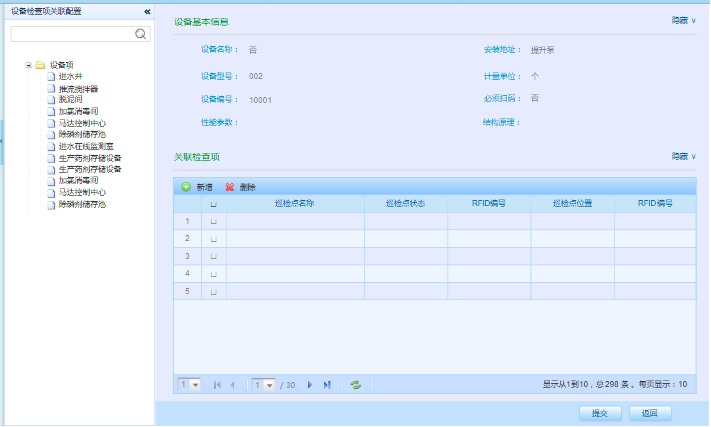 设备检查项关联配置 «
设备项
进水井
推流搅拌器
脱泥间
加氯消毒间
马达控制中心
除磷剂储存池
进水在线监测室
生产药剂存储设备
生产药剂存储设备
加氯消毒间
马达控制中心
除磷剂储存池
设备基本信息 隐藏 ∨
设备名称： 否 安装地址： 提升泵
设备型号： 002 计量单位： 个
设备编号： 10001 必须扫码： 否
性能参数： 结构原理：
关联检查项 隐藏 ∨
新增 删除
巡检点名称 巡检点状态 RFID编号 巡检点位置 RFID编号
1
2
3
4
5
1 1 / 30 显示从1到10，总 298 条 。每页显示：10
提交 返回